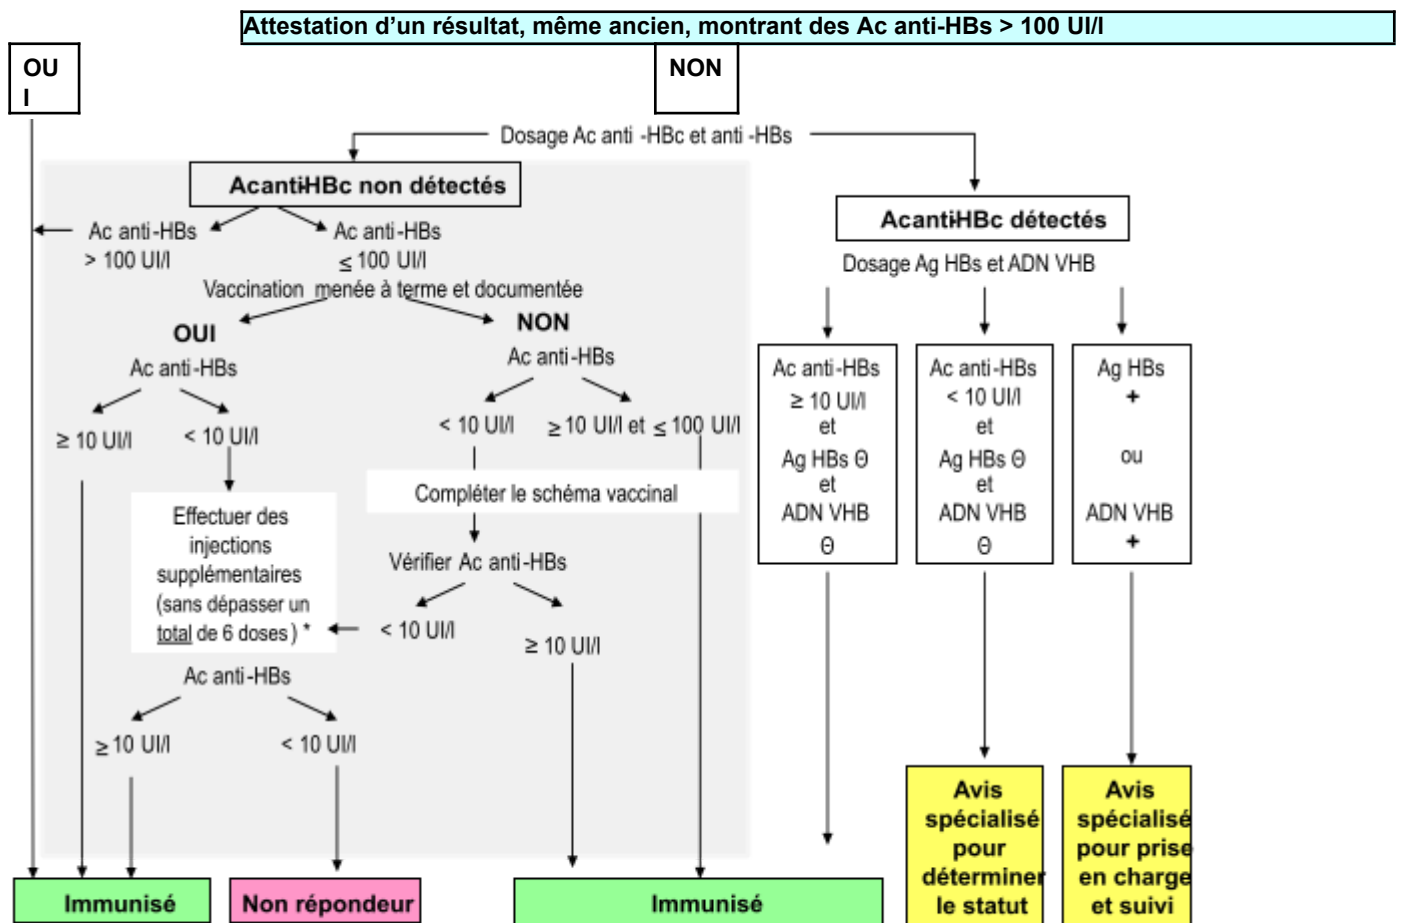 Attestation d'un résultat, même ancien, montrant des Ac anti-HBs > 100 UI/l
OU
I
NON
Dosage Ac anti -HBc et anti -HBs
AcantiHBc non détectés
Ac anti-HBs
> 100 UI/l
Ac anti-HBs
≤ 100 UI/l
Vaccination menée à terme et documentée
OUI
Ac anti-HBs
≥ 10 UI/l
< 10 UI/l
Effectuer des
injections
supplémentaires
(sans dépasser un
total de 6 doses) *
Ac anti-HBs
≥ 10 UI/l
< 10 UI/l
NON
Ac anti-HBs
< 10 UI/l
≥ 10 UI/l et ≤ 100 UI/l
Compléter le schéma vaccinal
Vérifier Ac anti-HBs
< 10 UI/l
≥ 10 UI/l
AcantiHBc détectés
Dosage Ag HBs et ADN VHB
Ac anti-HBs
≥ 10 UI/l
et
Ag HBs Θ
et
ADN VHB
Θ
Ac anti-HBs
< 10 UI/l
et
Ag HBs Θ
et
ADN VHB
Θ
Ag HBs
+
ou
ADN VHB
+
Immunisé
Non répondeur
Immunisé
Avis
spécialisé
pour
déterminer
le statut
Avis
spécialisé
pour prise
en charge
et suivi